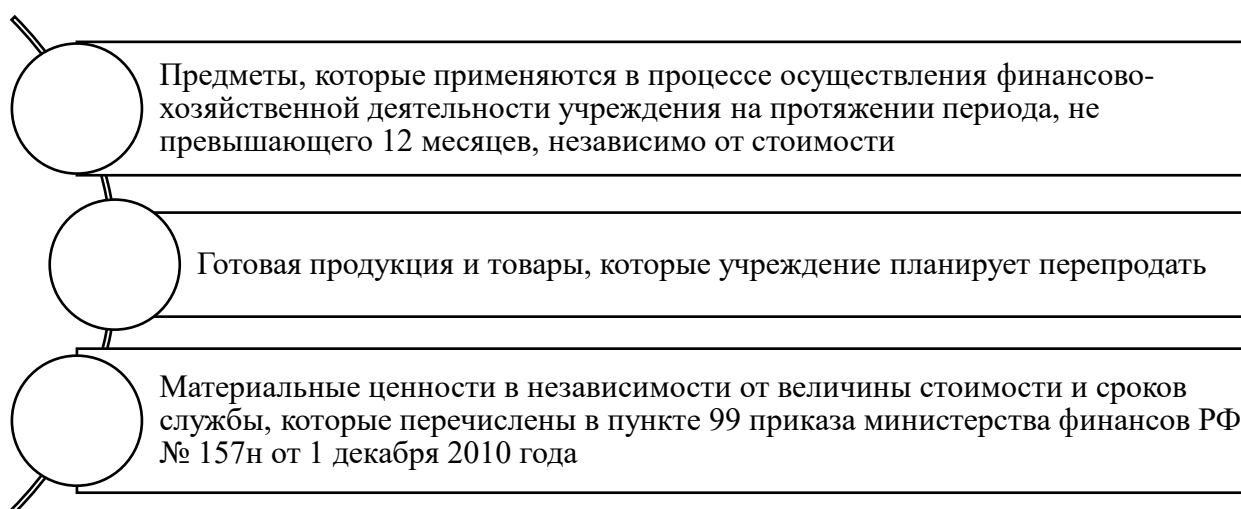 Предметы, которые применяются в процессе осуществления финансово-
хозяйственной деятельности учреждения на протяжении периода, не
превышающего 12 месяцев, независимо от стоимости
Готовая продукция и товары, которые учреждение планирует перепродать
Материальные ценности в независимости от величины стоимости и сроков
службы, которые перечислены в пункте 99 приказа министерства финансов РФ
№ 157н от 1 декабря 2010 года